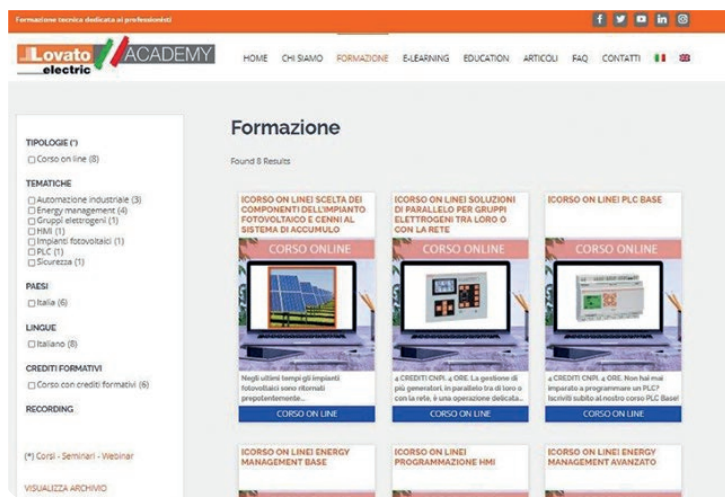 Formazione tecnica dedicata ai professionisti
Lovato electric
ACADEMY
HOME CHI SIAMO FORMAZIONE E-LEARNING EDUCATION ARTICOLI FAQ CONTATTI
TIPOLOGIE (*)
Corso on line (8)
TEMATICHE
Automazione industriale (3)
Energy management (4)
Gruppi elettrogeni (1)
HMI (1)
Impianti fotovoltaici (1)
PLC (1)
Sicurezza (1)
PAESI
Italia (6)
LINGUE
Italiano (8)
CREDITI FORMATIVI
Corso con crediti formativi (6)
RECORDING
(*) Corsi - Seminari - Webinar
VISUALIZZA ARCHIVIO
Formazione
Found 8 Results
[CORSO ON LINE] SCELTA DEI
COMPONENTI DELL'IMPIANTO
FOTOVOLTAICO E CENNI AL
SISTEMA DI ACCUMULO
CORSO ONLINE
Negli ultimi tempi gli impianti
fotovoltaici sono ritornati
prepotentemente...
CORSO ON LINE
[CORSO ON LINE] SOLUZIONI
DI PARALLELO PER GRUPPI
ELETTROGENI TRA LORO O
CON LA RETE
CORSO ONLINE
4 CREDITI CNPI. 4 ORE. La gestione di
più generatori, in parallelo tra di loro o
con la rete, è una operazione delicata...
CORSO ON LINE
[CORSO ON LINE] PLC BASE
CORSO ONLINE
4 CREDITI CNPI. 4 ORE. Non hai mai
imparato a programmare un PLC?
Iscriviti subito al nostro corso PLC Base!
CORSO ON LINE
[CORSO ON LINE] ENERGY
MANAGEMENT BASE
[CORSO ON LINE]
PROGRAMMAZIONE HMI
[CORSO ON LINE] ENERGY
MANAGEMENT AVANZATO